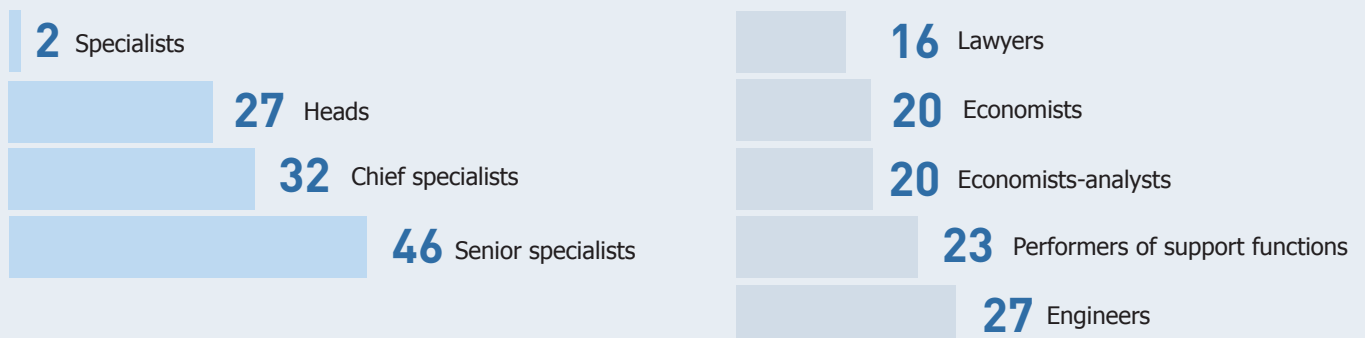 2 Specialists
27 Heads
32 Chief specialists
46 Senior specialists
16 Lawyers
20 Economists
20 Economists-analysts
23 Performers of support functions
27 Engineers